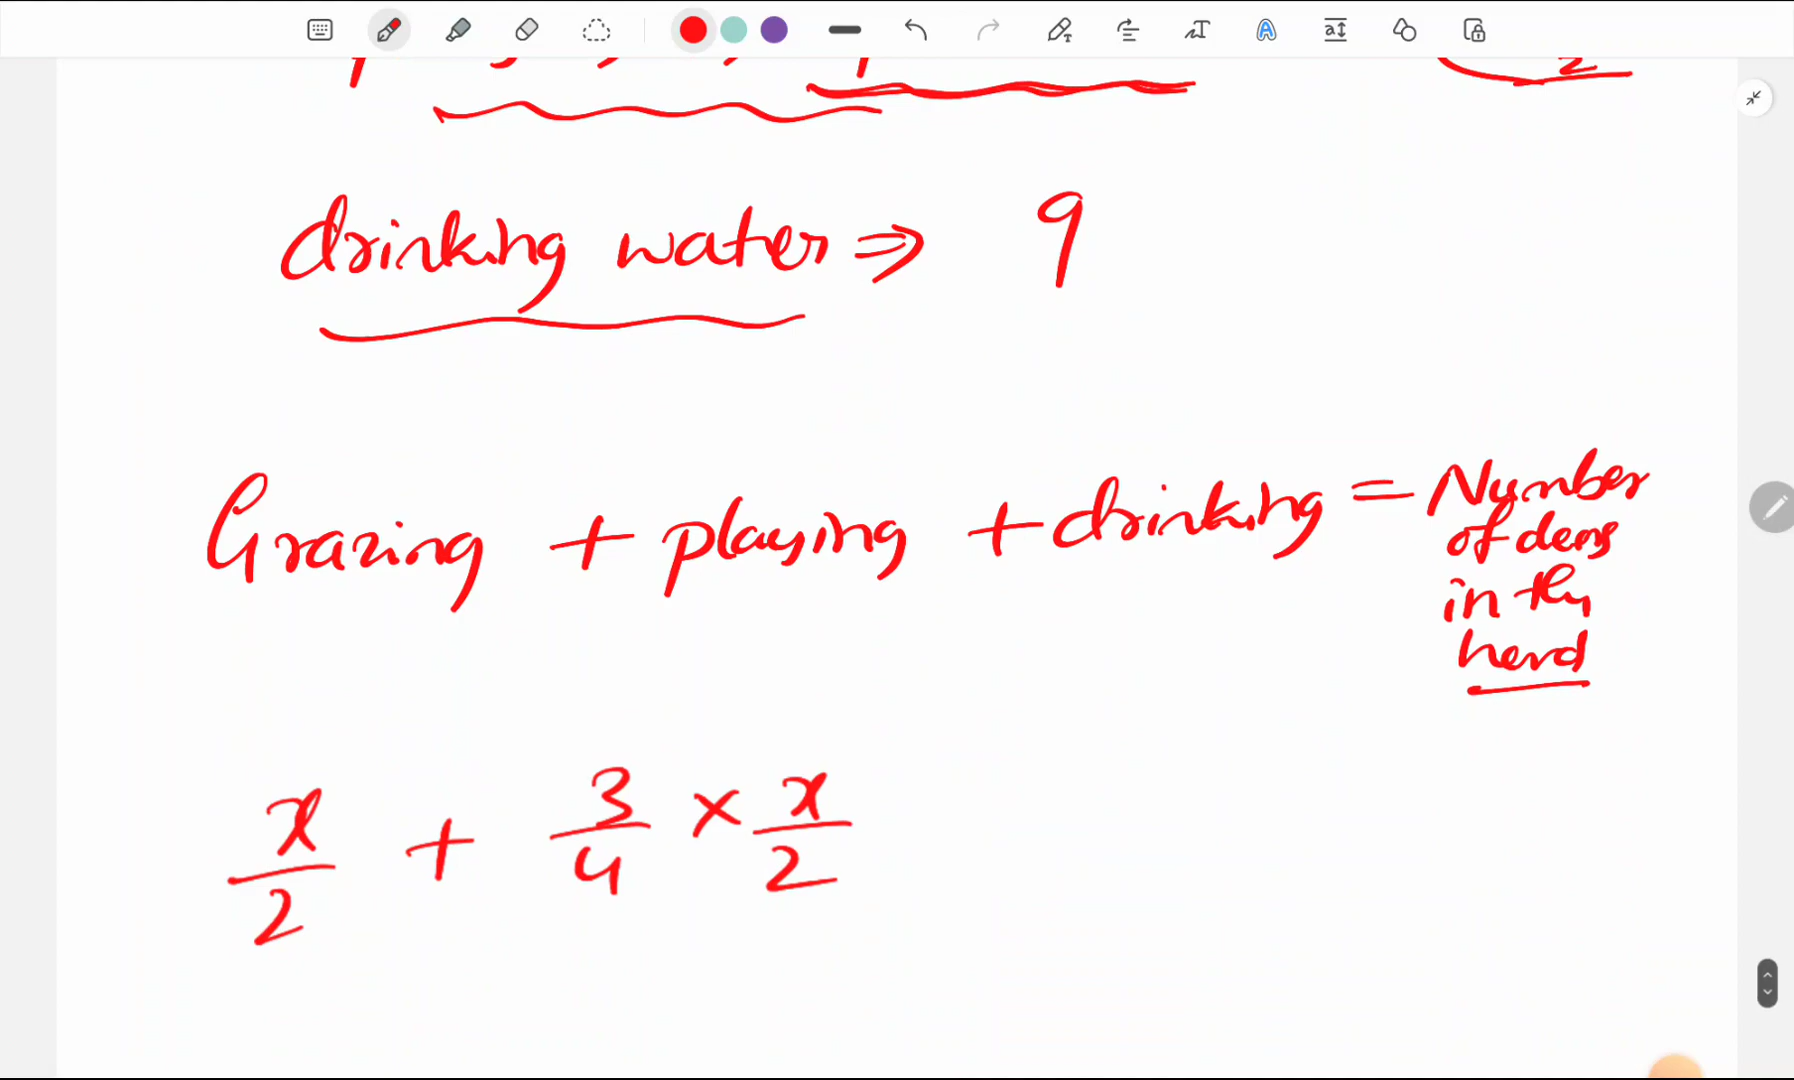 drinking water ⇒ 9
Grazing + playing + drinking = Number
of deers
in the
herd
x/2 + 3/4 × x/2